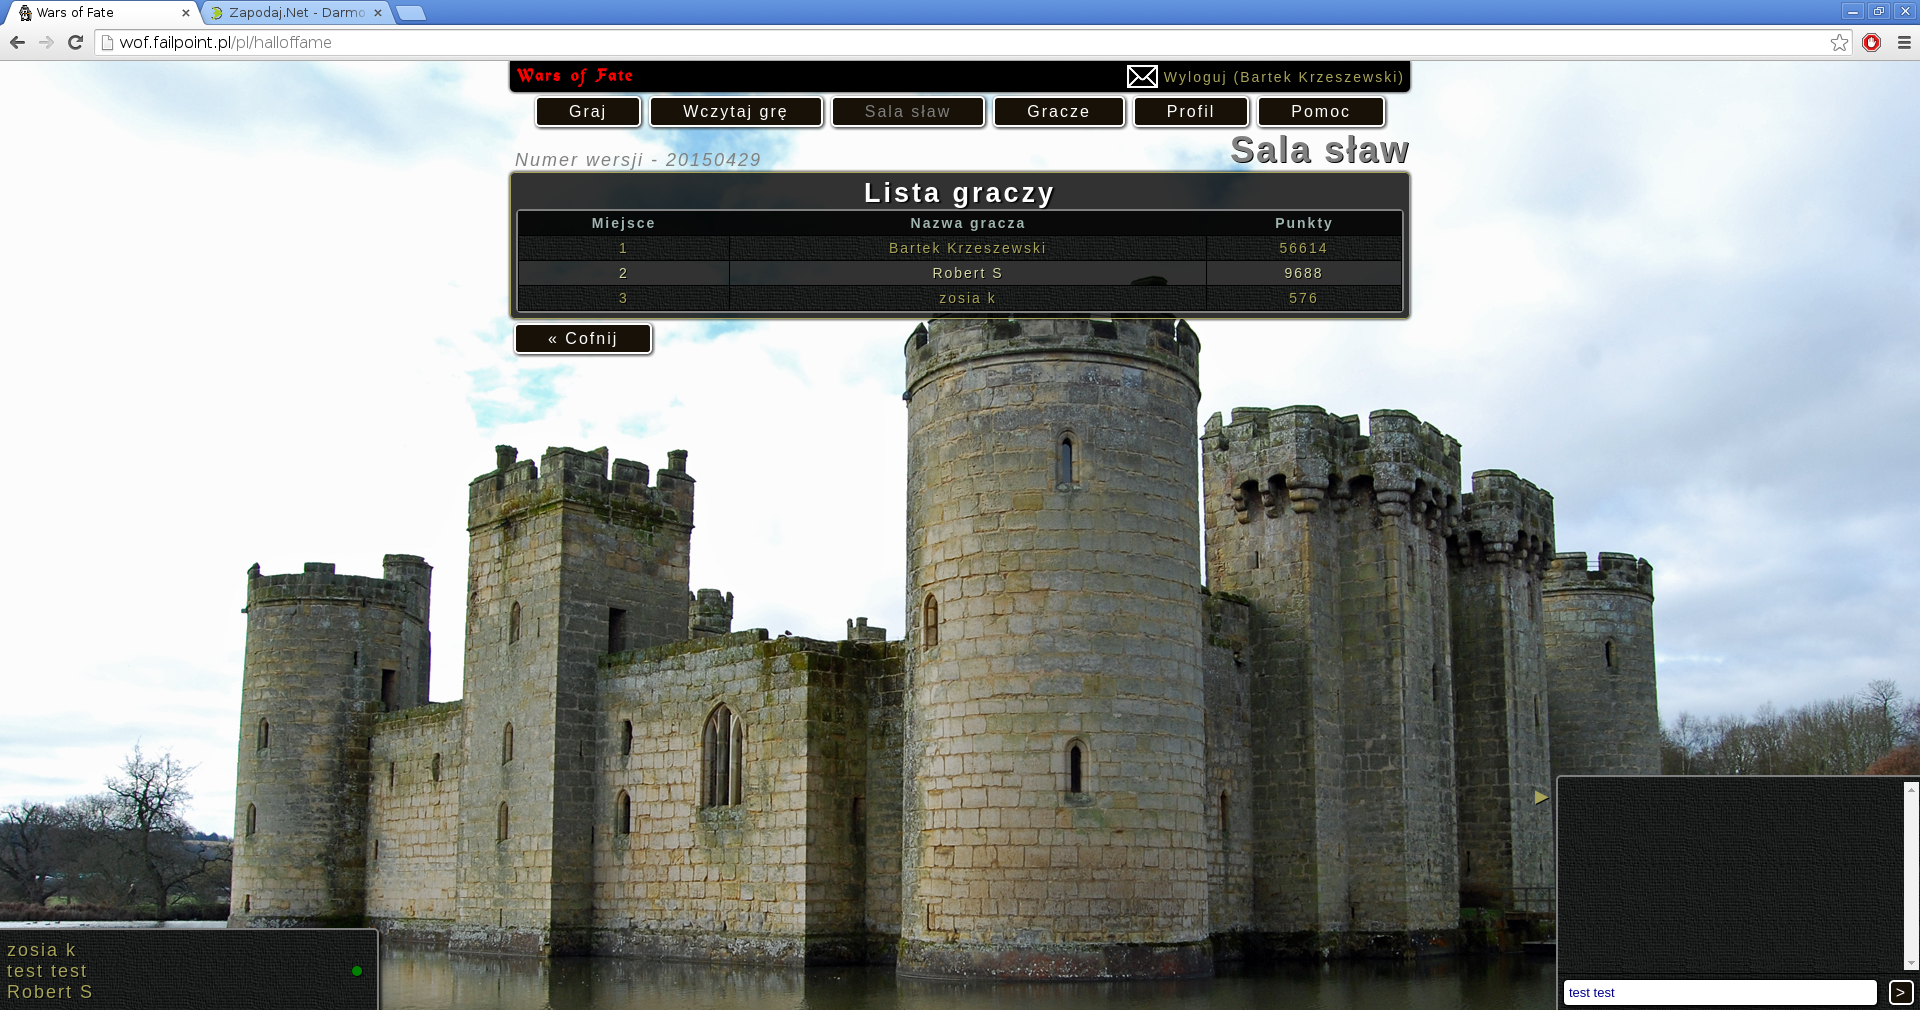 Wars of Fate
Zapodaj.Net - Darmo
wof.failpoint.pl/pl/halloffame
Wars of Fate
Wyloguj (Bartek Krzeszewski)
Graj
Wczytaj grę
Sala sław
Gracze
Profil
Pomoc
Numer wersji - 20150429
Sala sław
Lista graczy
Miejsce Nazwa gracza Punkty
1 Bartek Krzeszewski 56614
2 Robert S 9688
3 zosia k 576
« Cofnij
zosia k
test test
Robert S
test test
>